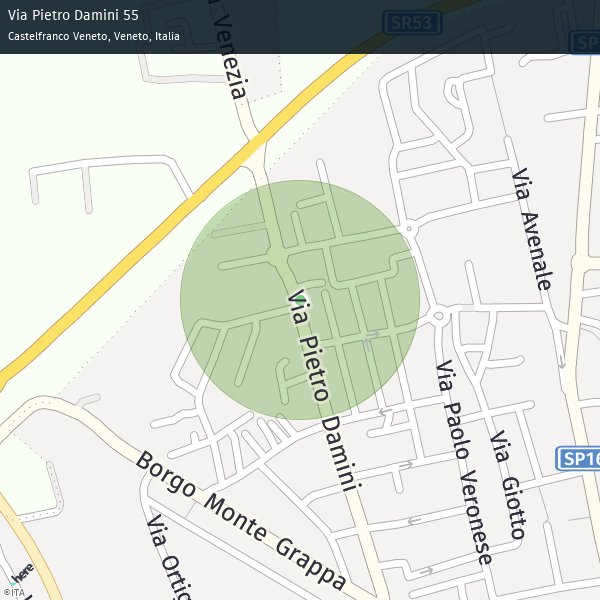 Via Pietro Damini 55
Castelfranco Veneto, Veneto, Italia
SR53
Venezia
Via Avenale
Via Pietro Damini
Via Paolo Veronese
Via Giotto
SP16
Borgo Monte Grappa
Via Ortig
here
©ITA